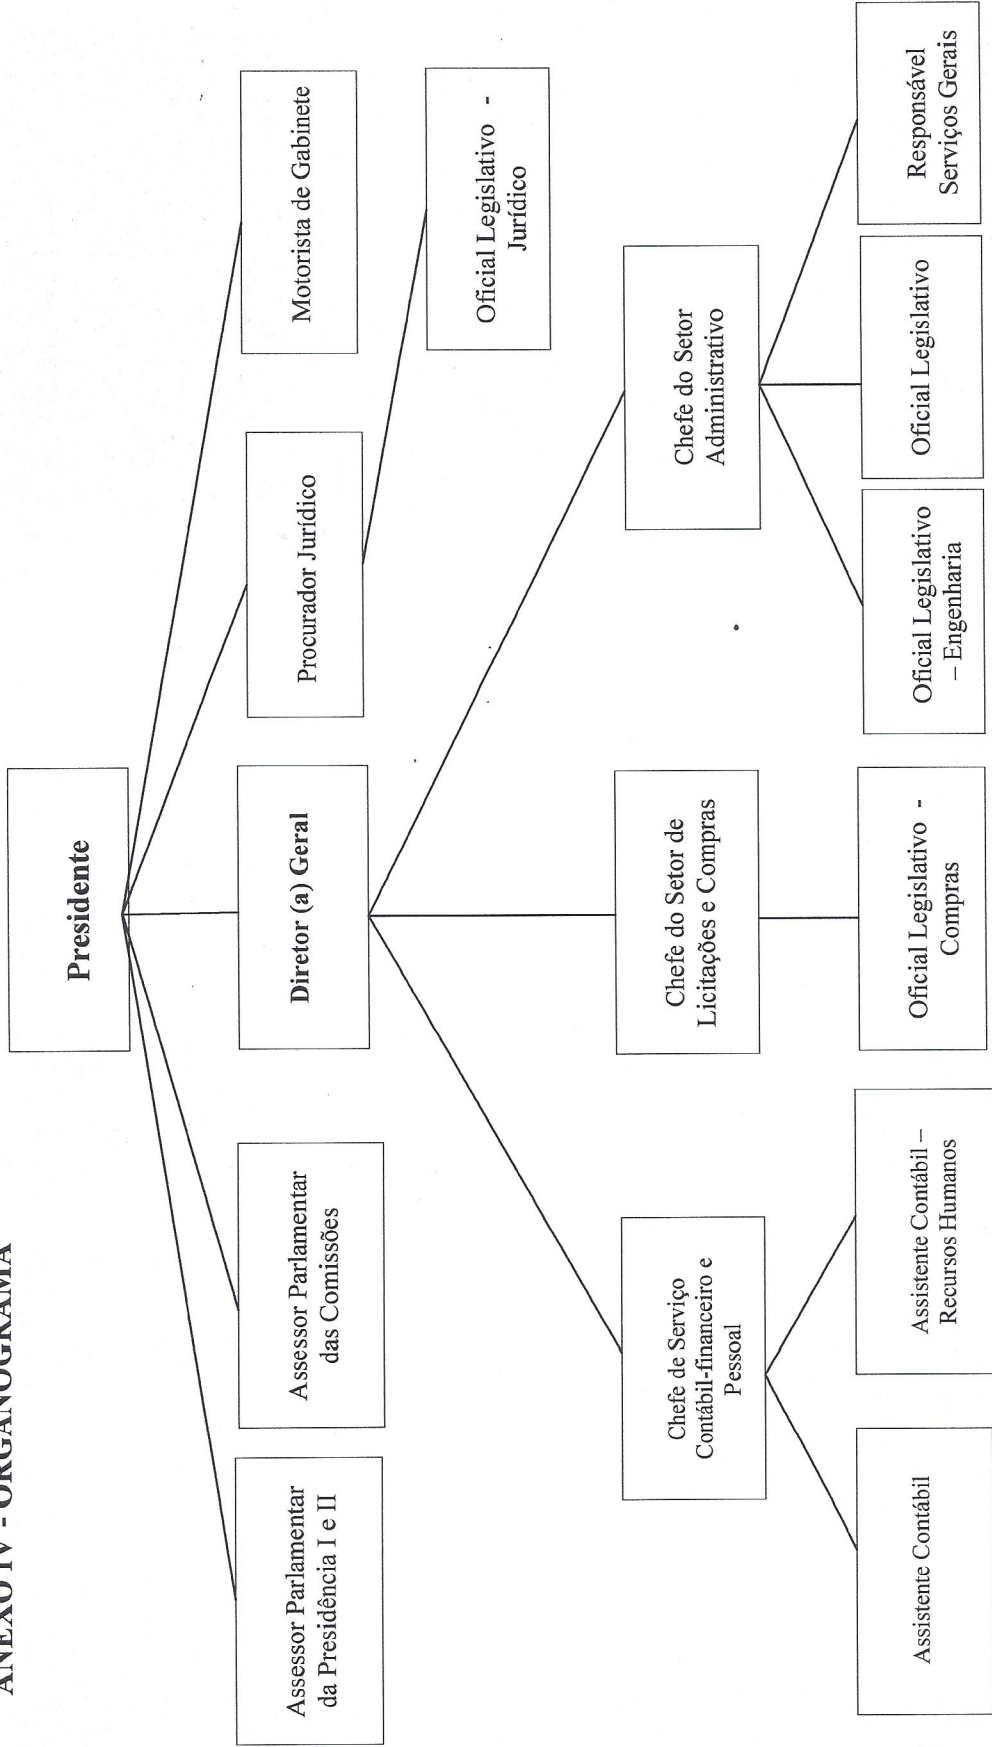 ANEXO IV - ORGANOGRAMA
Presidente
Assessor Parlamentar
da Presidência I e II
Assessor Parlamentar
das Comissões
Diretor (a) Geral
Procurador Jurídico
Motorista de Gabinete
Oficial Legislativo -
Jurídico
Chefe de Serviço
Contábil-financeiro e
Pessoal
Chefe do Setor de
Licitações e Compras
Chefe do Setor
Administrativo
Assistente Contábil
Assistente Contábil –
Recursos Humanos
Oficial Legislativo -
Compras
Oficial Legislativo
– Engenharia
Oficial Legislativo
Responsável
Serviços Gerais